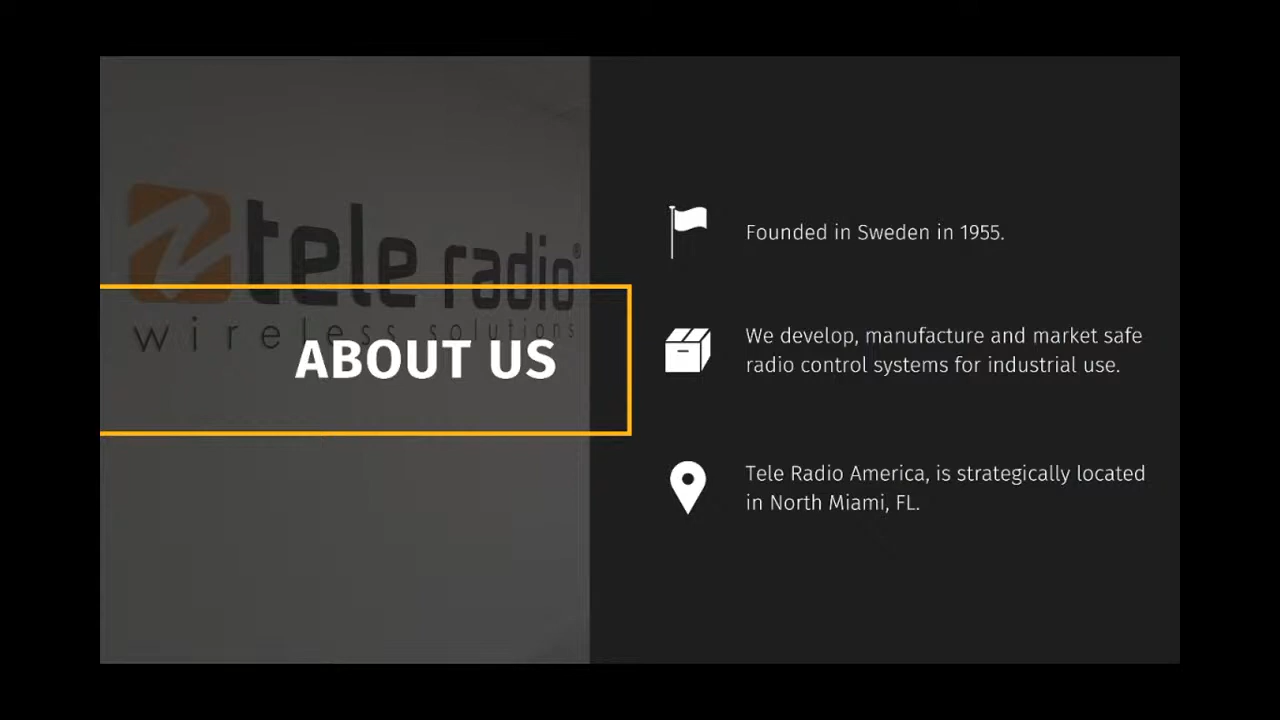 tele radio®
wireless solutions
ABOUT US
Founded in Sweden in 1955.
We develop, manufacture and market safe
radio control systems for industrial use.
Tele Radio America, is strategically located
in North Miami, FL.